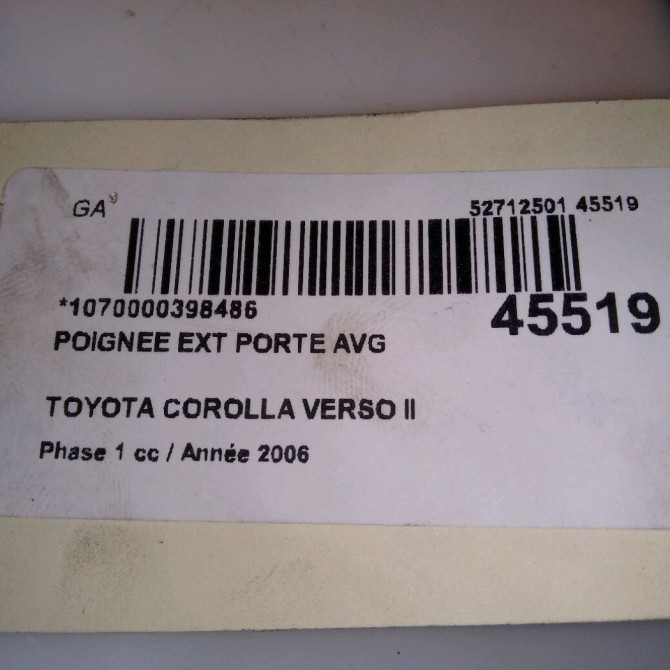 GA
52712501 45519
*1070000398486
45519
POIGNEE EXT PORTE AVG
TOYOTA COROLLA VERSO II
Phase 1 cc / Année 2006